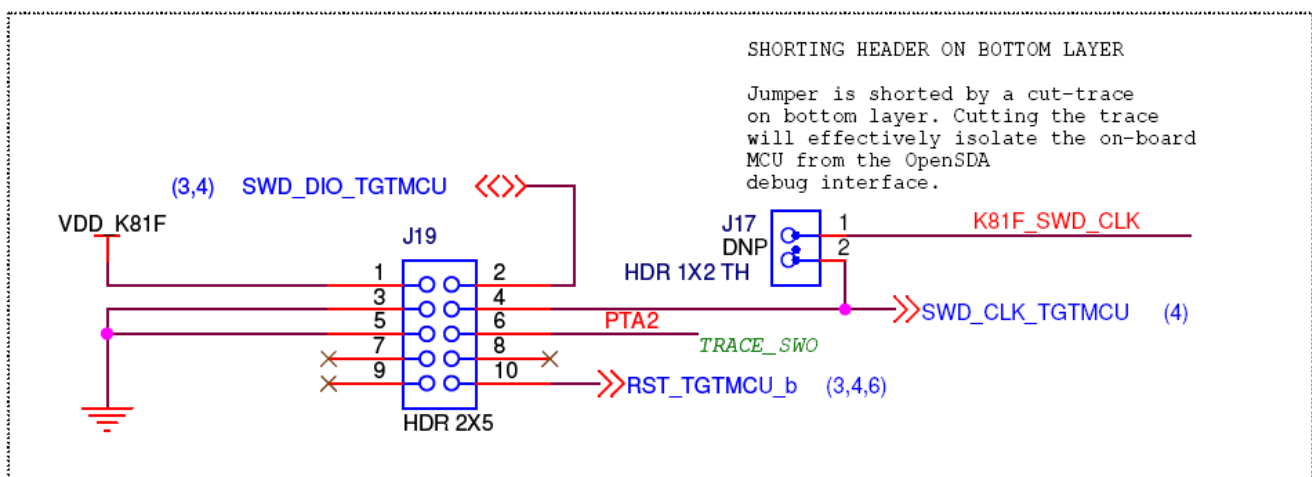 SHORTING HEADER ON BOTTOM LAYER
Jumper is shorted by a cut-trace
on bottom layer. Cutting the trace
will effectively isolate the on-board
MCU from the OpenSDA
debug interface.
(3,4) SWD_DIO_TGTMCU
VDD_K81F
J19
1 2
3 4
5 6
7 8
9 10
HDR 2X5
PTA2
TRACE_SWO
RST_TGTMCU_b (3,4,6)
J17
DNP
HDR 1X2 TH
1
2
K81F_SWD_CLK
SWD_CLK_TGTMCU (4)